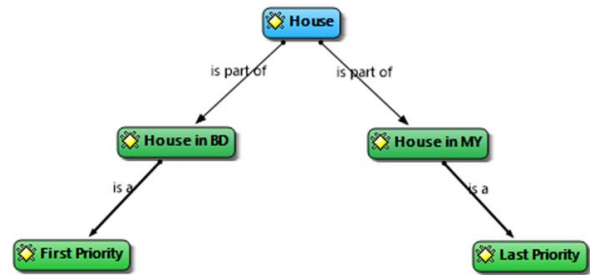 House
is part of
is part of
House in BD
House in MY
is a
is a
First Priority
Last Priority